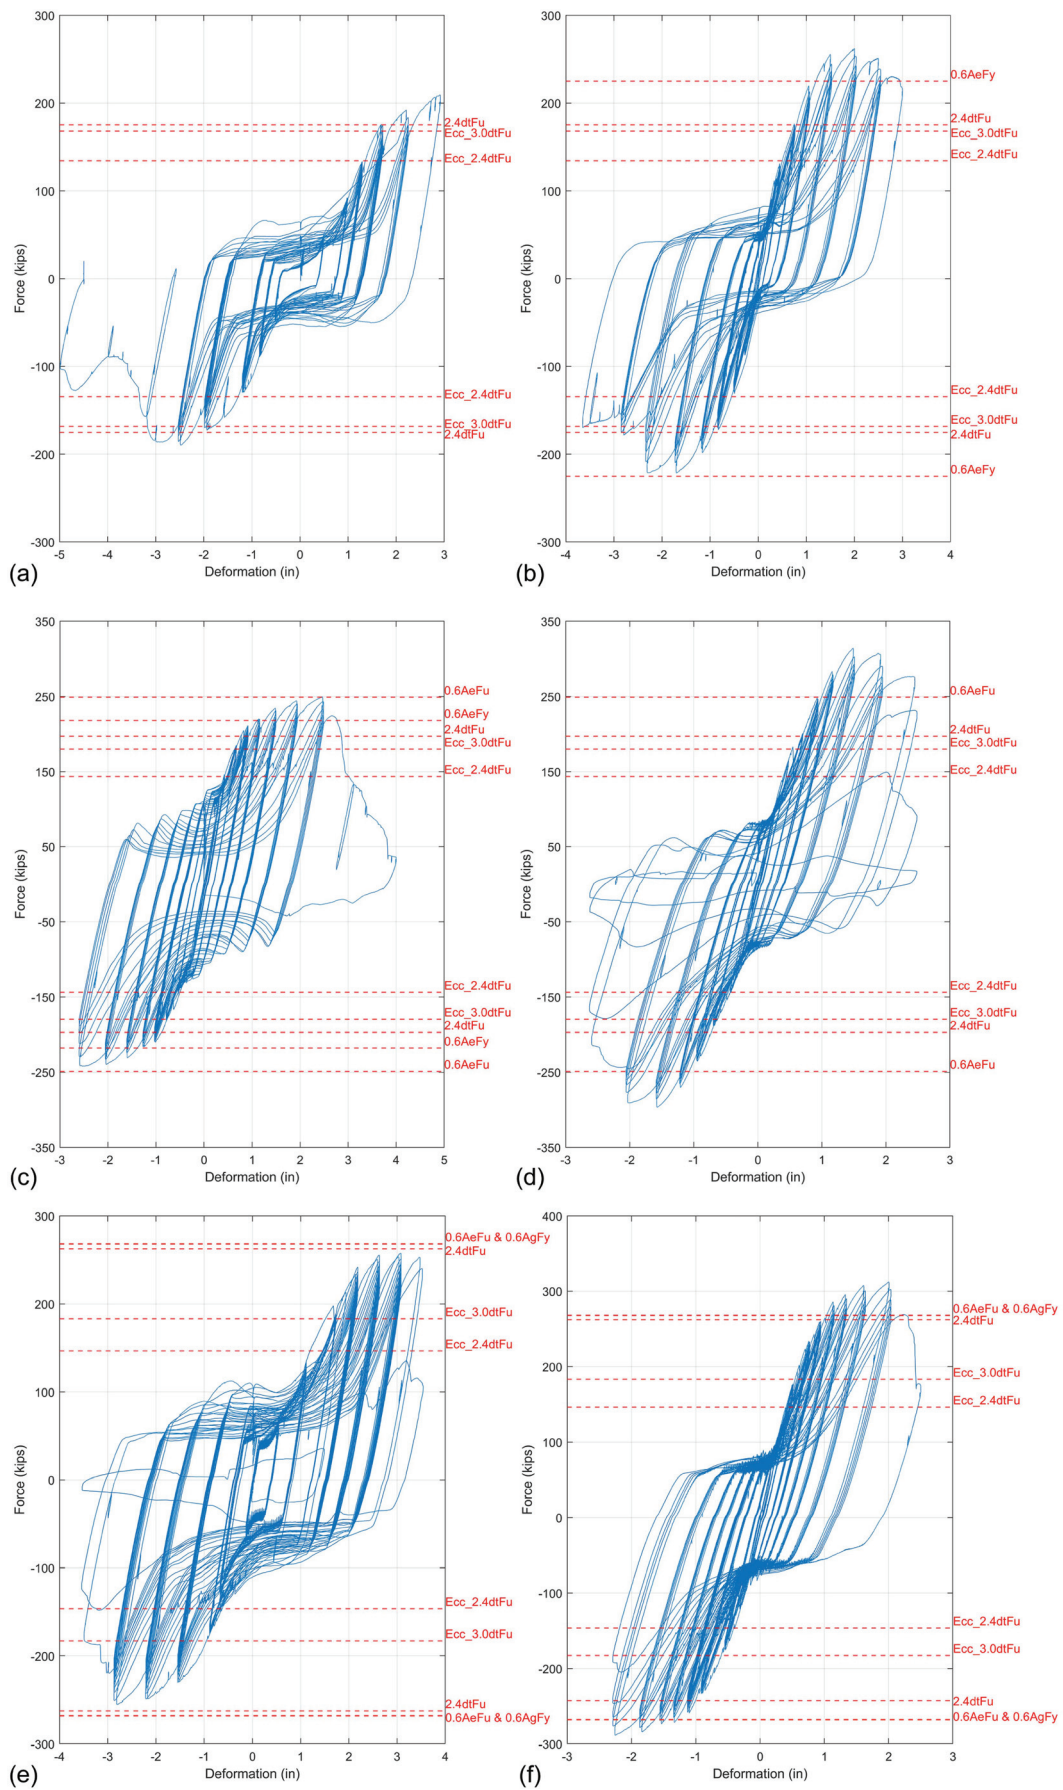 300
200
100
0
-100
-200
-300
Force (kips)
2.4dtFu
Ecc_3.0dtFu
Ecc_2.4dtFu
Ecc_2.4dtFu
Ecc_3.0dtFu
2.4dtFu
-5 -4 -3 -2 -1 0 1 2 3
Deformation (in)
(a)
300
200
100
0
-100
-200
-300
Force (kips)
0.6AeFy
2.4dtFu
Ecc_3.0dtFu
Ecc_2.4dtFu
Ecc_2.4dtFu
Ecc_3.0dtFu
2.4dtFu
0.6AeFy
-4 -3 -2 -1 0 1 2 3 4
Deformation (in)
(b)
350
250
150
50
-50
-150
-250
-350
Force (kips)
0.6AeFu
0.6AeFy
2.4dtFu
Ecc_3.0dtFu
Ecc_2.4dtFu
Ecc_2.4dtFu
Ecc_3.0dtFu
2.4dtFu
0.6AeFy
0.6AeFu
-3 -2 -1 0 1 2 3 4 5
Deformation (in)
(c)
350
250
150
50
-50
-150
-250
-350
Force (kips)
0.6AeFu
2.4dtFu
Ecc_3.0dtFu
Ecc_2.4dtFu
Ecc_2.4dtFu
Ecc_3.0dtFu
2.4dtFu
0.6AeFu
-3 -2 -1 0 1 2 3
Deformation (in)
(d)
300
200
100
0
-100
-200
-300
Force (kips)
0.6AeFu & 0.6AgFy
2.4dtFu
Ecc_3.0dtFu
Ecc_2.4dtFu
Ecc_2.4dtFu
Ecc_3.0dtFu
2.4dtFu
0.6AeFu & 0.6AgFy
-4 -3 -2 -1 0 1 2 3 4
Deformation (in)
(e)
400
300
200
100
0
-100
-200
-300
Force (kips)
0.6AeFu & 0.6AgFy
2.4dtFu
Ecc_3.0dtFu
Ecc_2.4dtFu
Ecc_2.4dtFu
Ecc_3.0dtFu
2.4dtFu
0.6AeFu & 0.6AgFy
-3 -2 -1 0 1 2 3
Deformation (in)
(f)